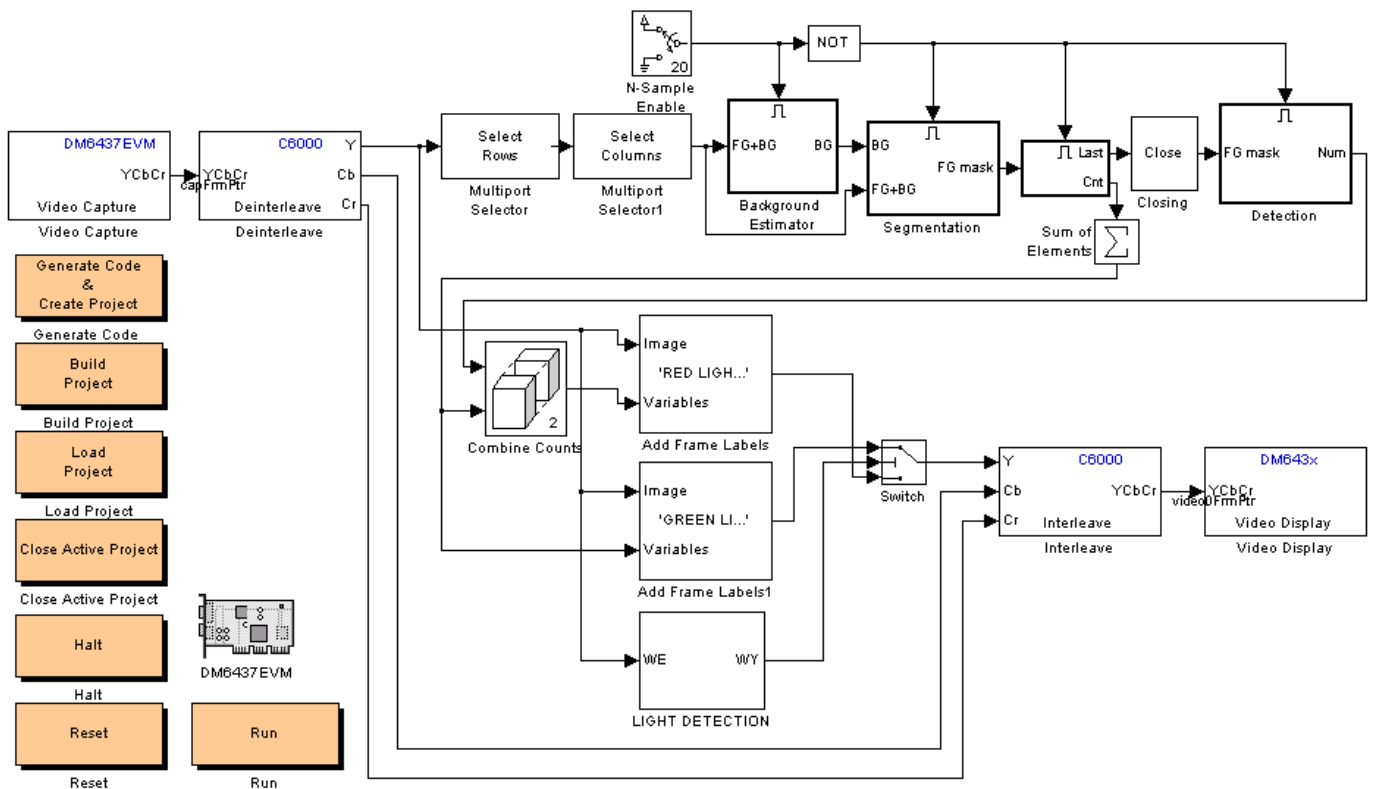 20
N-Sample
Enable
NOT
DM6437EVM
YCbCr
Video Capture
Video Capture
C6000
YCbCr
capFrmPtr
Y
Cb
Cr
Deinterleave
Deinterleave
Select
Rows
Multiport
Selector
Select
Columns
Multiport
Selector1
FG+BG
BG
Background
Estimator
BG
FG+BG
FG mask
Segmentation
Last
Cnt
Sum of
Elements
Close
Closing
FG mask
Num
Detection
Generate Code
&
Create Project
Generate Code
Build
Project
Build Project
Load
Project
Load Project
Close Active Project
Close Active Project
Halt
Halt
Reset
Reset
DM6437EVM
Run
Run
2
Combine Counts
Image
'RED LIGH...'
Variables
Add Frame Labels
Image
'GREEN LI...'
Variables
Add Frame Labels1
WE
WY
LIGHT DETECTION
Switch
C6000
Y
Cb
Cr
YCbCr
Interleave
Interleave
DM643x
YCbCr
video0FrmPtr
Video Display
Video Display